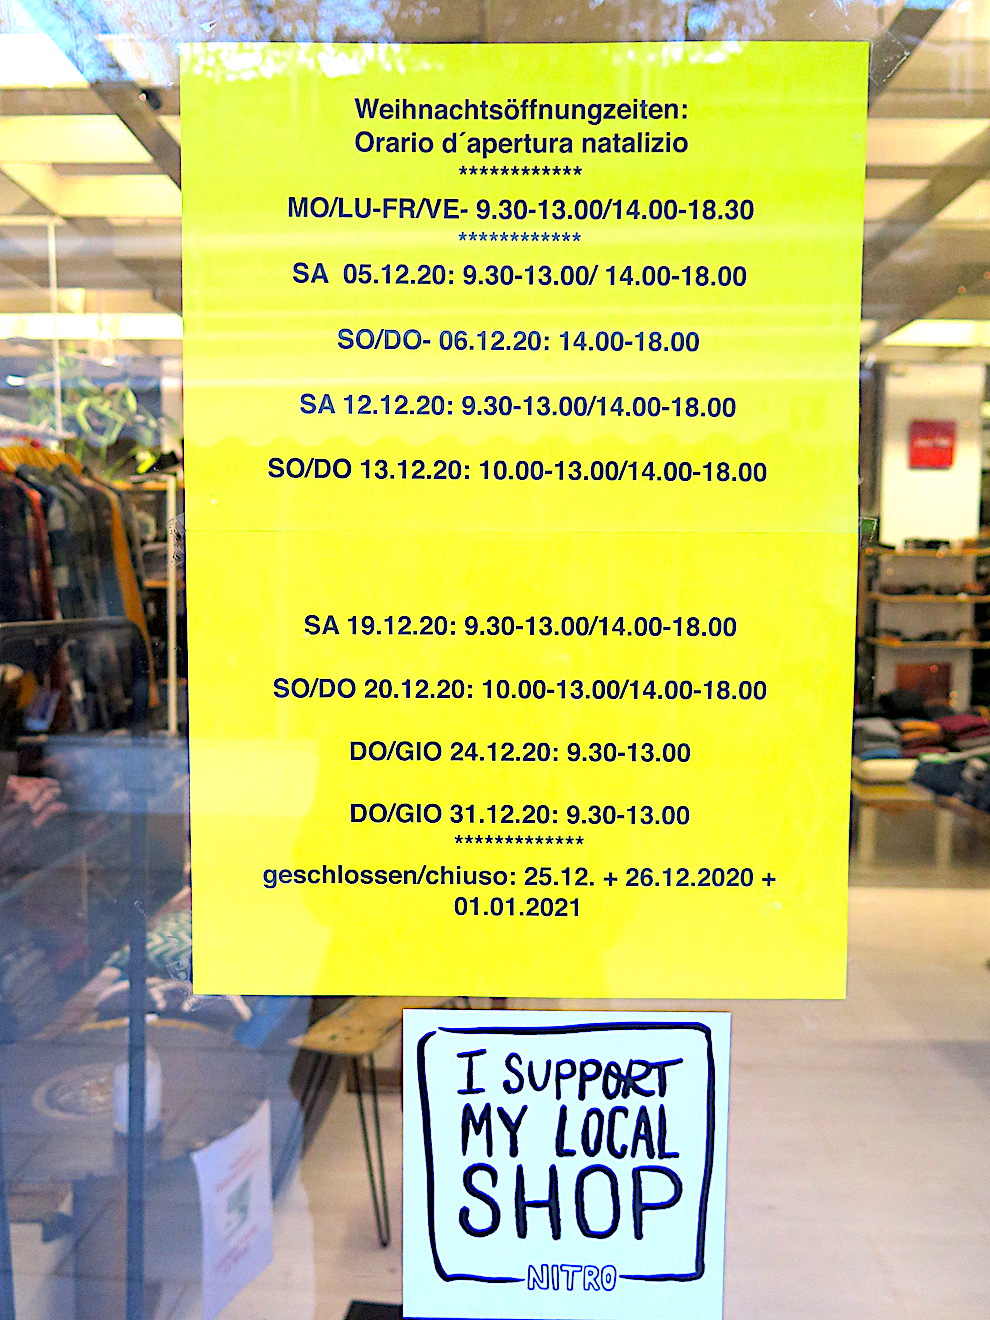 Weihnachtsöffnungzeiten:
Orario d´apertura natalizio
************
MO/LU-FR/VE- 9.30-13.00/14.00-18.30
************
SA  05.12.20: 9.30-13.00/ 14.00-18.00
SO/DO- 06.12.20: 14.00-18.00
SA 12.12.20: 9.30-13.00/14.00-18.00
SO/DO 13.12.20: 10.00-13.00/14.00-18.00
SA 19.12.20: 9.30-13.00/14.00-18.00
SO/DO 20.12.20: 10.00-13.00/14.00-18.00
DO/GIO 24.12.20: 9.30-13.00
DO/GIO 31.12.20: 9.30-13.00
*************
geschlossen/chiuso: 25.12. + 26.12.2020 +
01.01.2021
I SUPPORT
MY LOCAL
SHOP
NITRO